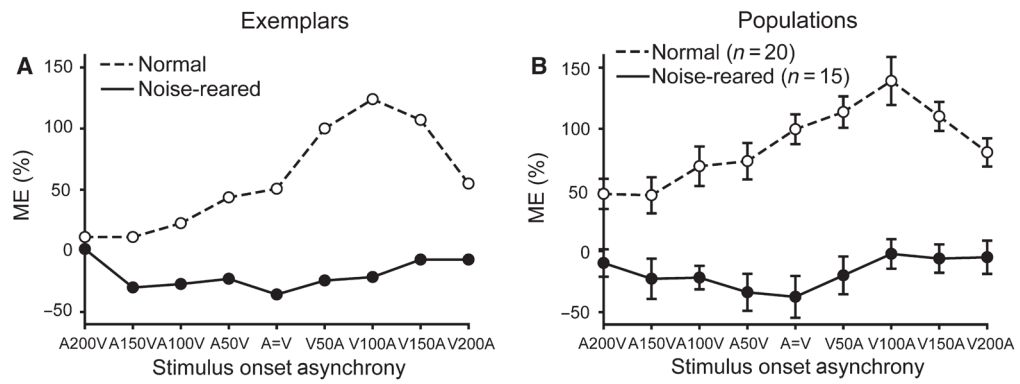 Exemplars
A
Normal
Noise-reared
150
100
50
0
−50
ME (%)
A200V A150V A100V A50V A=V V50A V100A V150A V200A
Stimulus onset asynchrony
Populations
B
Normal (n = 20)
Noise-reared (n = 15)
150
100
50
0
−50
ME (%)
A200V A150V A100V A50V A=V V50A V100A V150A V200A
Stimulus onset asynchrony